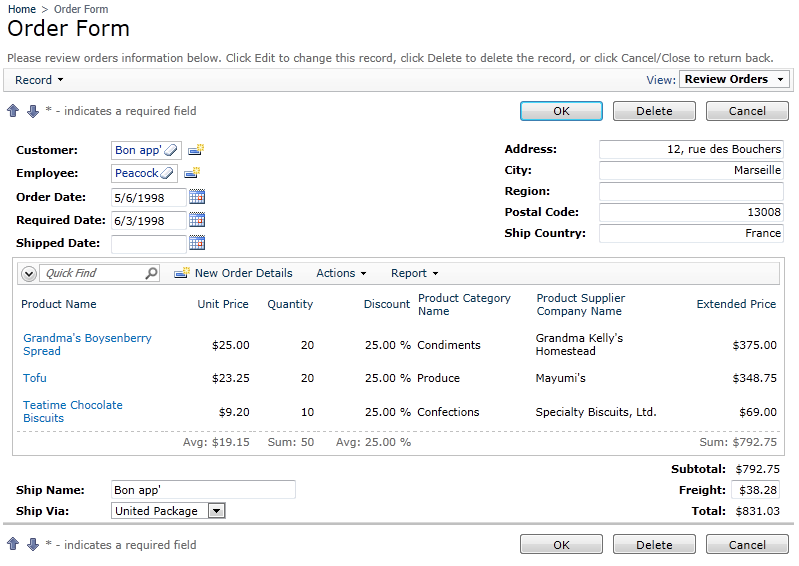 Home > Order Form
Order Form
Please review orders information below. Click Edit to change this record, click Delete to delete the record, or click Cancel/Close to return back.
Record View: Review Orders
* - indicates a required field OK Delete Cancel
Customer: Bon app' Address: 12, rue des Bouchers
Employee: Peacock City: Marseille
Order Date: 5/6/1998 Region:
Required Date: 6/3/1998 Postal Code: 13008
Shipped Date: Ship Country: France
Quick Find New Order Details Actions Report
Product Name Unit Price Quantity Discount Product Category Name Product Supplier Company Name Extended Price
Grandma's Boysenberry Spread $25.00 20 25.00 % Condiments Grandma Kelly's Homestead $375.00
Tofu $23.25 20 25.00 % Produce Mayumi's $348.75
Teatime Chocolate Biscuits $9.20 10 25.00 % Confections Specialty Biscuits, Ltd. $69.00
Avg: $19.15 Sum: 50 Avg: 25.00 % Sum: $792.75
Subtotal: $792.75
Ship Name: Bon app' Freight: $38.28
Ship Via: United Package Total: $831.03
* - indicates a required field OK Delete Cancel